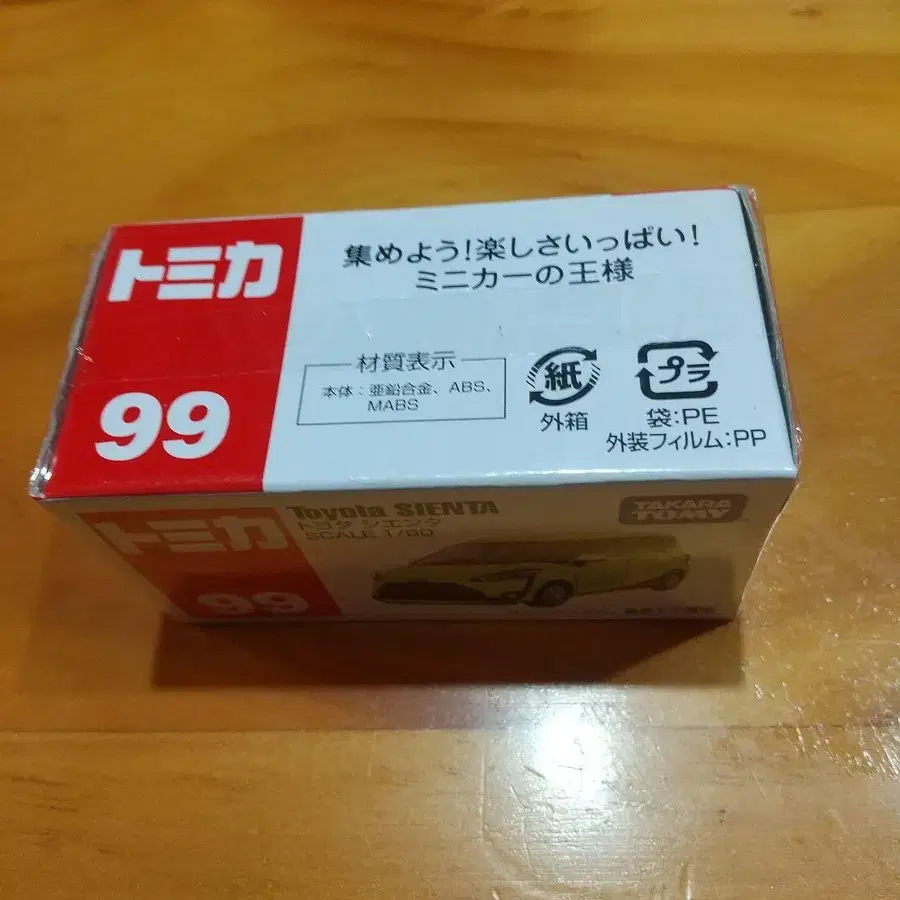 トミカ
99
集めよう!楽しさいっぱい!
ミニカーの王様
材質表示
本体:亜鉛合金、ABS、
MABS
紙
外箱
プラ
袋:PE
外装フィルム:PP
トミカ
99
Toyota SIENTA
トヨタ シエンタ
SCALE 1/60
TAKARA
TOMY